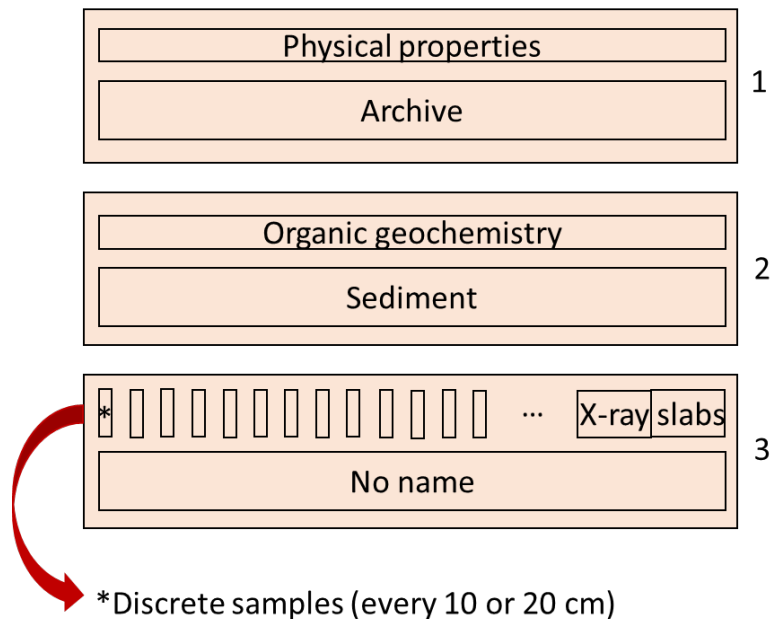 Physical properties
Archive
1
Organic geochemistry
Sediment
2
* ... X-ray slabs
No name
3
*Discrete samples (every 10 or 20 cm)